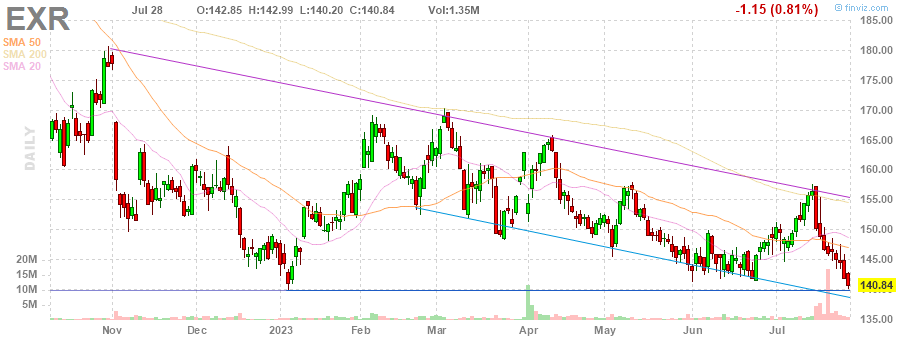 EXR
Jul 28 O:142.85 H:142.99 L:140.20 C:140.84 Vol:1.35M -1.15 (0.81%)
© finviz.com
SMA 50
SMA 200
SMA 20
DAILY
185.00
180.00
175.00
170.00
165.00
160.00
155.00
150.00
145.00
140.84
135.00
20M
15M
10M
5M
Nov Dec 2023 Feb Mar Apr May Jun Jul